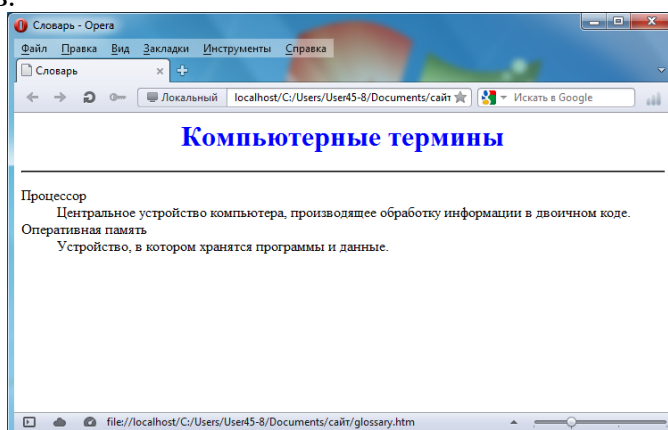 Словарь - Opera
Файл Правка Вид Закладки Инструменты Справка
Словарь
Локальный localhost/C:/Users/User45-8/Documents/сайт Искать в Google
Компьютерные термины
Процессор
Центральное устройство компьютера, производящее обработку информации в двоичном коде.
Оперативная память
Устройство, в котором хранятся программы и данные.
file://localhost/C:/Users/User45-8/Documents/сайт/glossary.htm